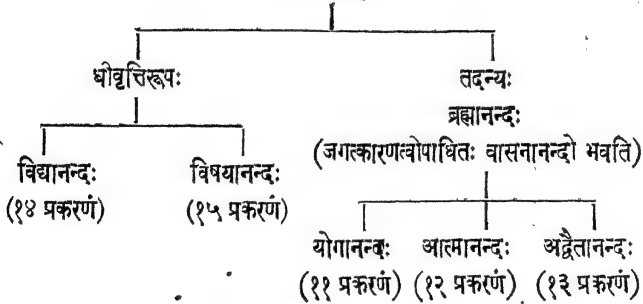 धीवृत्तिरूपः तदन्यः
ब्रह्मानन्दः
विद्यानन्दः विषयानन्दः (जगत्कारणत्वोपाधितः वासनानन्दो भवति)
(१४ प्रकरणं) (१५ प्रकरणं)
योगानन्दः आत्मानन्दः अद्वैतानन्दः
(११ प्रकरणं) (१२ प्रकरणं) (१३ प्रकरणं)